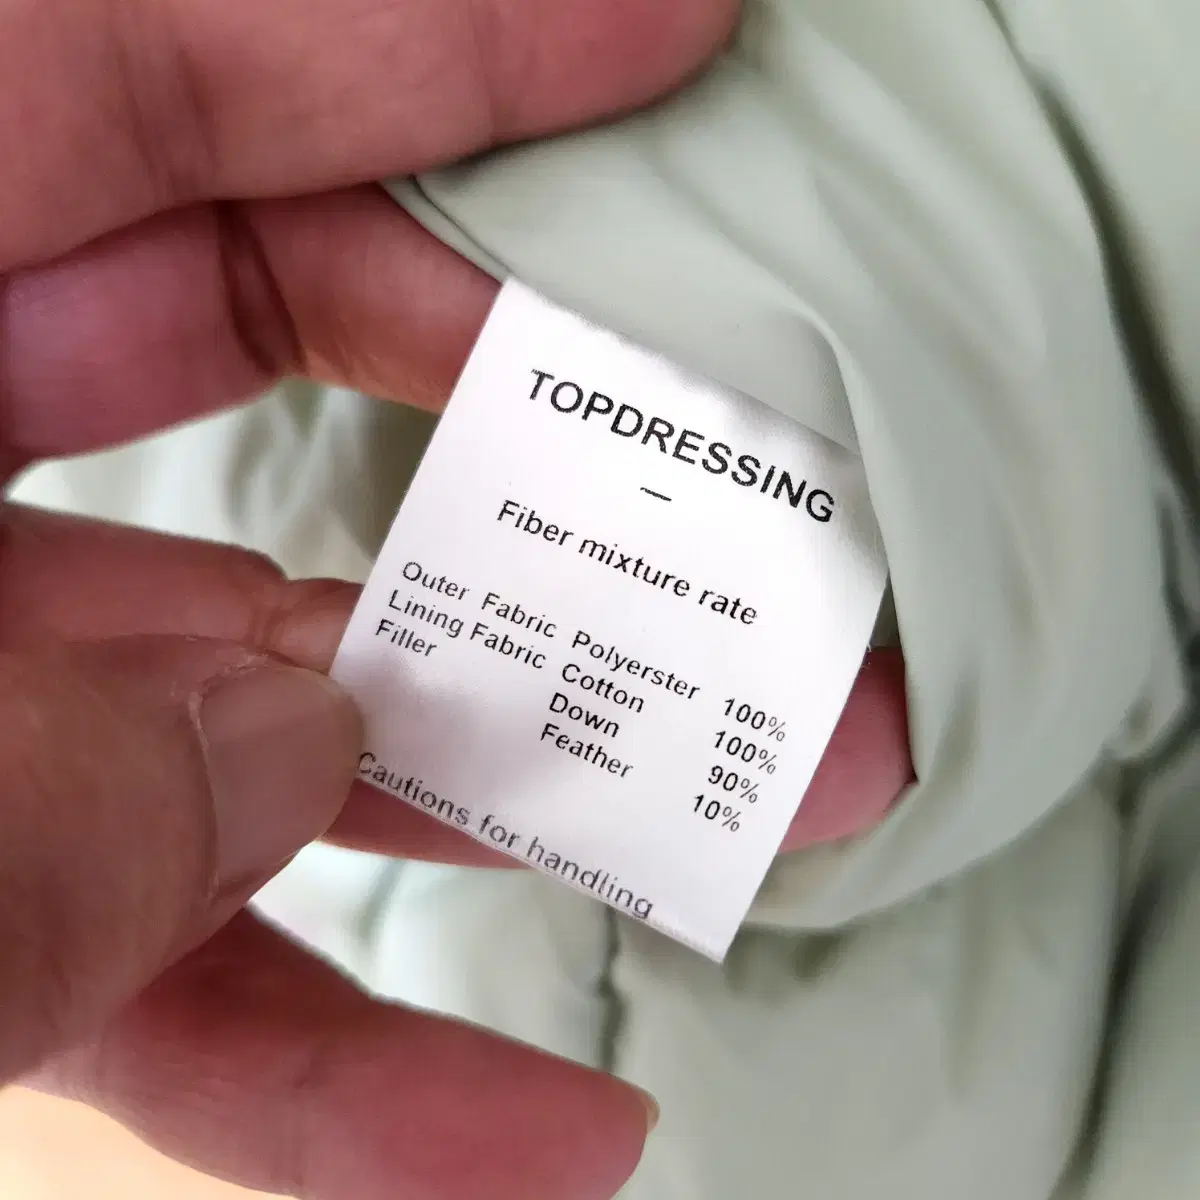 TOPDRESSING
—
Fiber mixture rate
Outer Fabric Polyerster 100%
Lining Fabric Cotton 100%
Filler Down 90%
Feather 10%
Cautions for handling